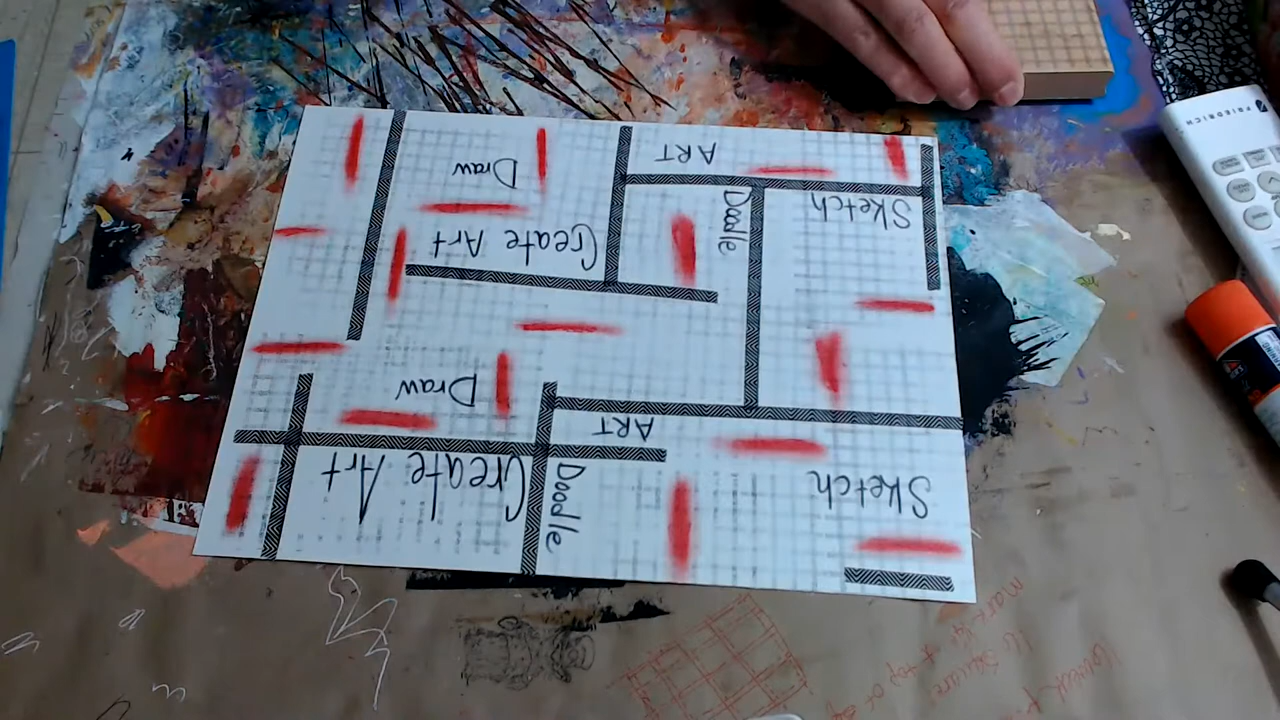 Sketch
Doodle
Create Art
ART
Draw
Sketch
Doodle
Create Art
ART
Draw
FRIEDRICH